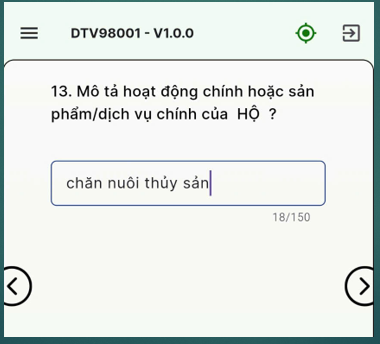 DTV98001 - V1.0.0
13. Mô tả hoạt động chính hoặc sản
phẩm/dịch vụ chính của HỘ ?
chăn nuôi thủy sản
18/150